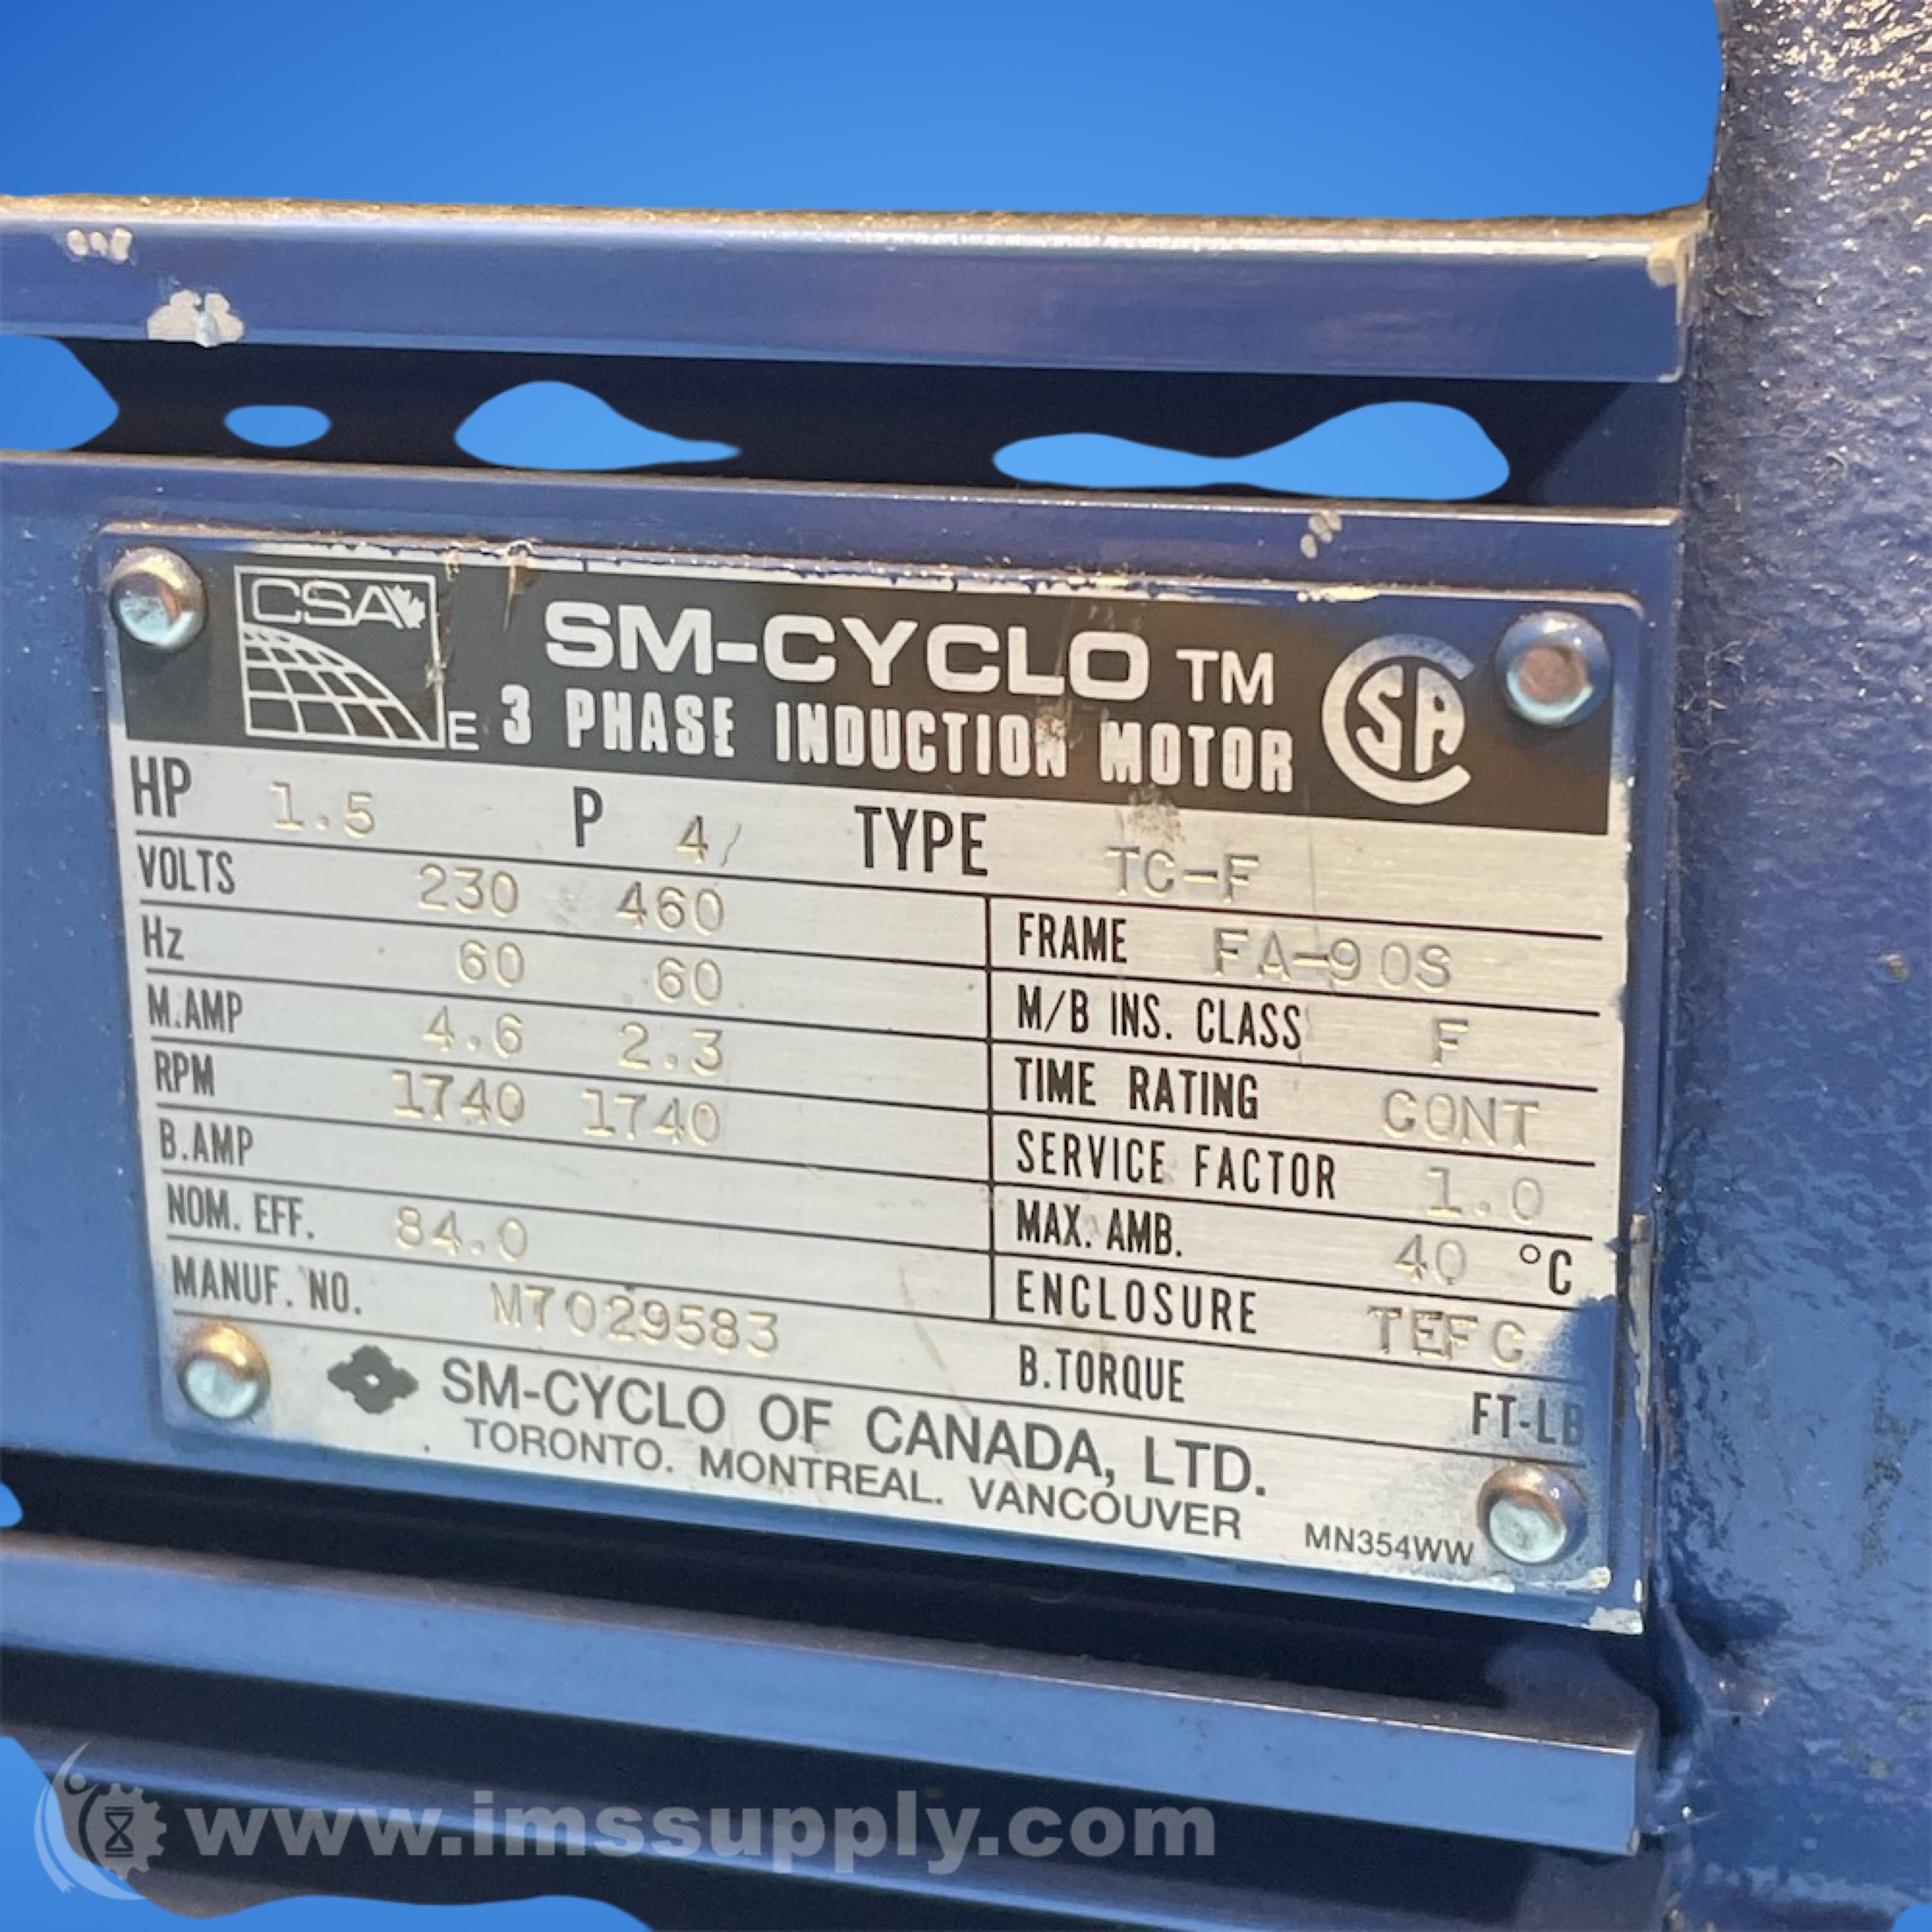 CSA E SM-CYCLO TM
3 PHASE INDUCTION MOTOR SA
HP 1.5 P 4/ TYPE TC-F
VOLTS 230 460
FRAME FA-90S
Hz 60 60
M/B INS. CLASS F
M.AMP 4.6 2.3
TIME RATING CONT
RPM 1740 1740
SERVICE FACTOR 1.0
B.AMP
MAX. AMB. 40 °C
NOM. EFF. 84.0
ENCLOSURE TEFC
MANUF. NO. M7029583
B.TORQUE FT-LB
SM-CYCLO OF CANADA, LTD.
TORONTO. MONTREAL. VANCOUVER
MN354WW
www.imssupply.com